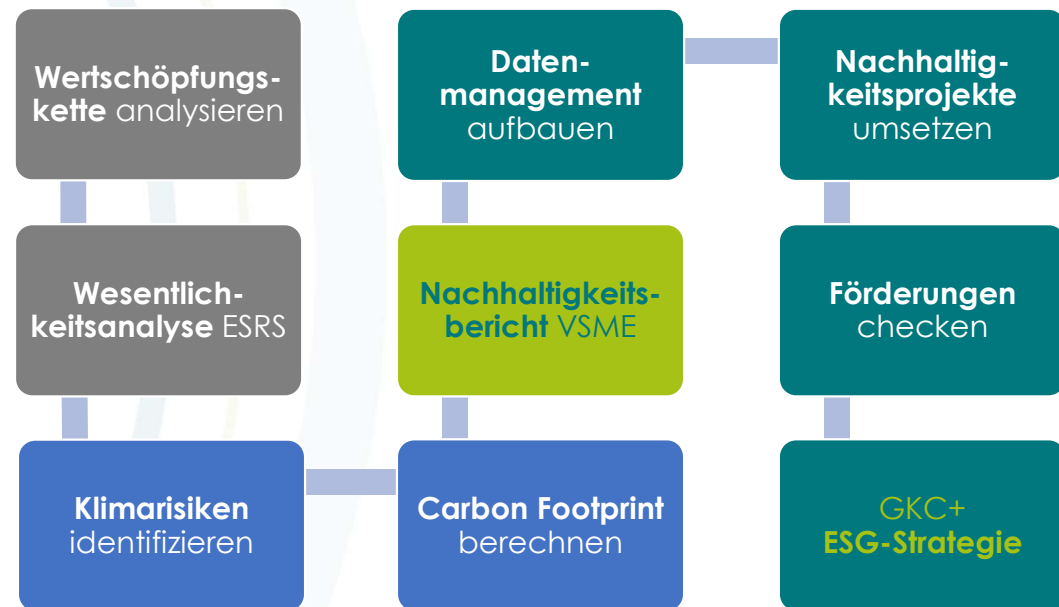 Wertschöpfungs-
kette analysieren
Wesentlich-
keitsanalyse ESRS
Klimarisiken
identifizieren
Carbon Footprint
berechnen
Nachhaltigkeits-
bericht VSME
Daten-
management
aufbauen
Nachhaltig-
keitsprojekte
umsetzen
Förderungen
checken
GKC+
ESG-Strategie